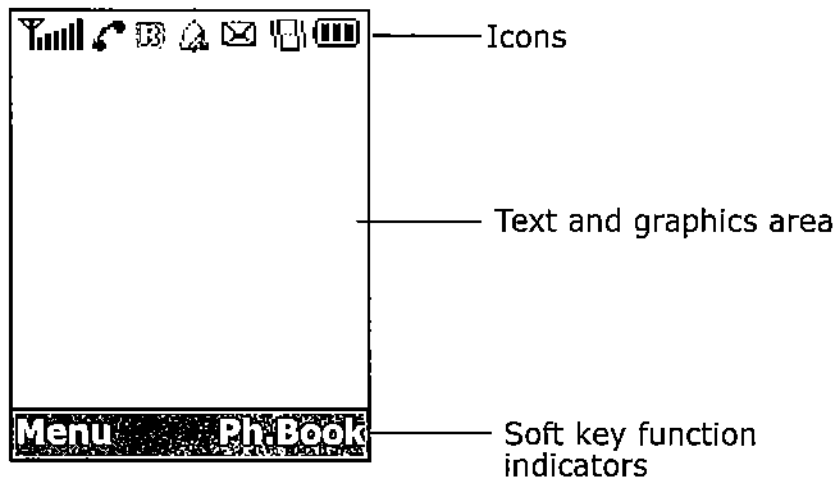 Icons
Text and graphics area
Menu Ph.Book
Soft key function
indicators